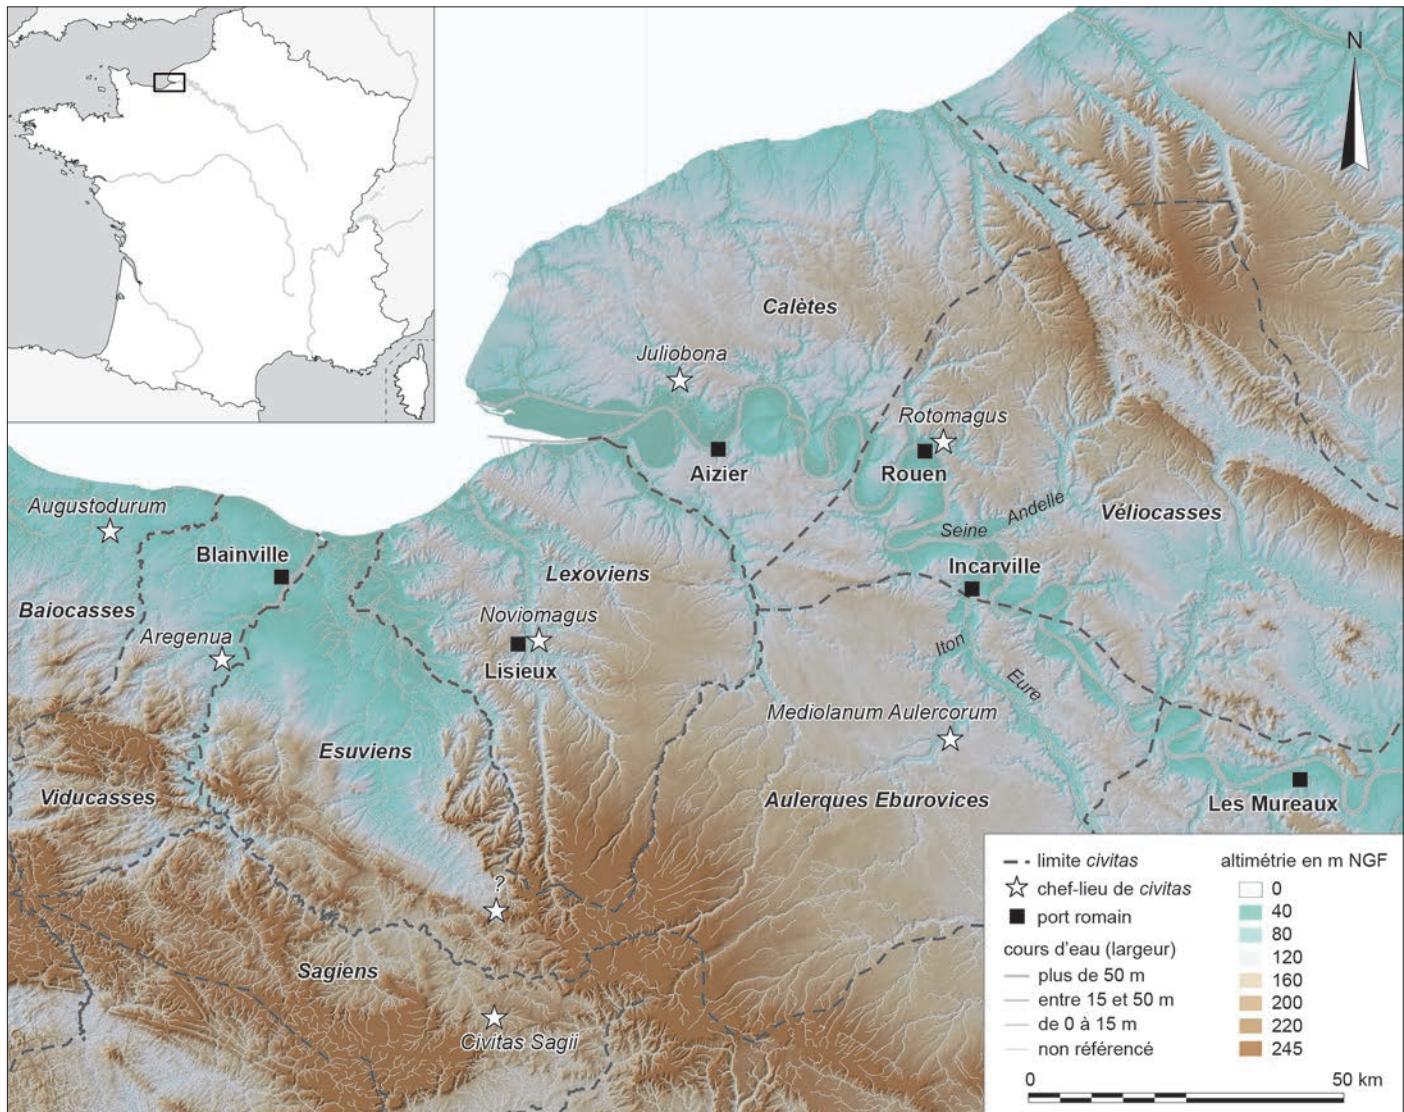 N
Calètes
Juliobona
Rotomagus
Aizier
Rouen
Augustodurum
Andelle
Seine
Véliocasses
Blainville
Lexoviens
Incarville
Baiocasses
Noviomagus
Aregenua
Iton
Lisieux
Eure
Mediolanum Aulercorum
Esuviens
Viducasses
Aulerques Eburovices
Les Mureaux
?
Sagiens
Civitas Sagii
limite civitas
chef-lieu de civitas
port romain
cours d'eau (largeur)
plus de 50 m
entre 15 et 50 m
de 0 à 15 m
non référencé
altimétrie en m NGF
0
40
80
120
160
200
220
245
0 50 km